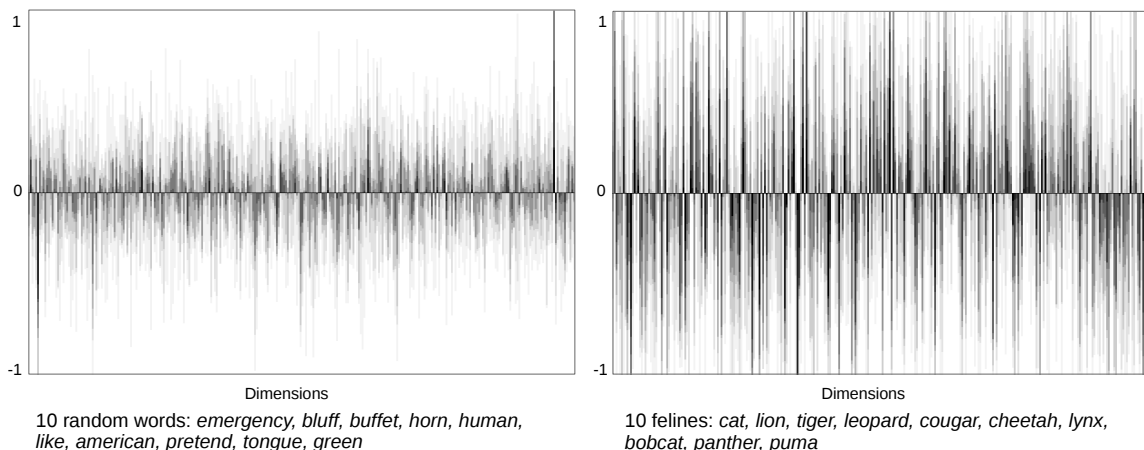 1
0
-1
Dimensions
10 random words: emergency, bluff, buffet, horn, human,
like, american, pretend, tongue, green
1
0
-1
Dimensions
10 felines: cat, lion, tiger, leopard, cougar, cheetah, lynx,
bobcat, panther, puma